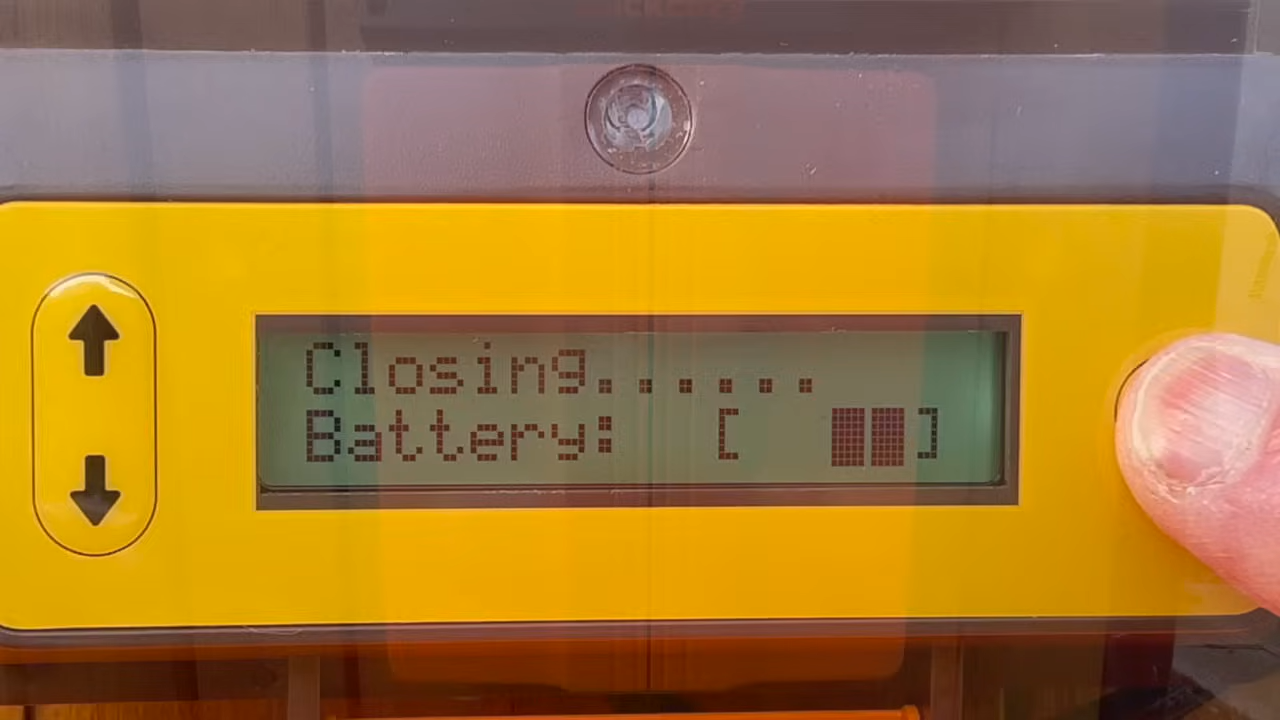 Closing......
Battery: [  ██]